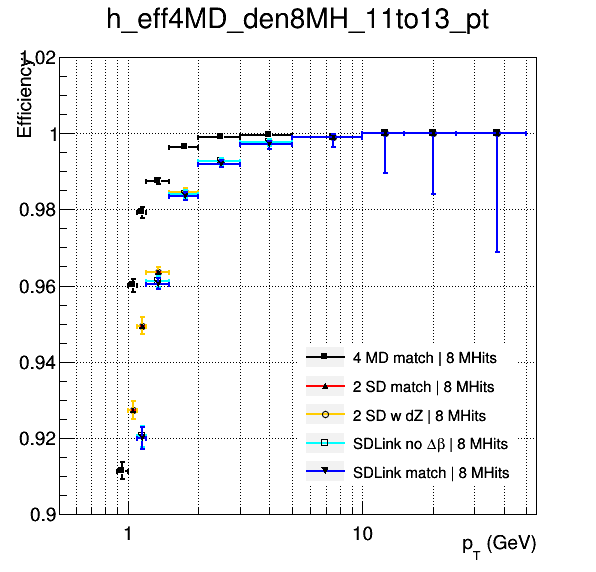 h_eff4MD_den8MH_11to13_pt
Efficiency
1.02
1
0.98
0.96
0.94
0.92
0.9
4 MD match | 8 MHits
2 SD match | 8 MHits
2 SD w dZ | 8 MHits
SDLink no Δβ | 8 MHits
SDLink match | 8 MHits
1
10
p_T (GeV)